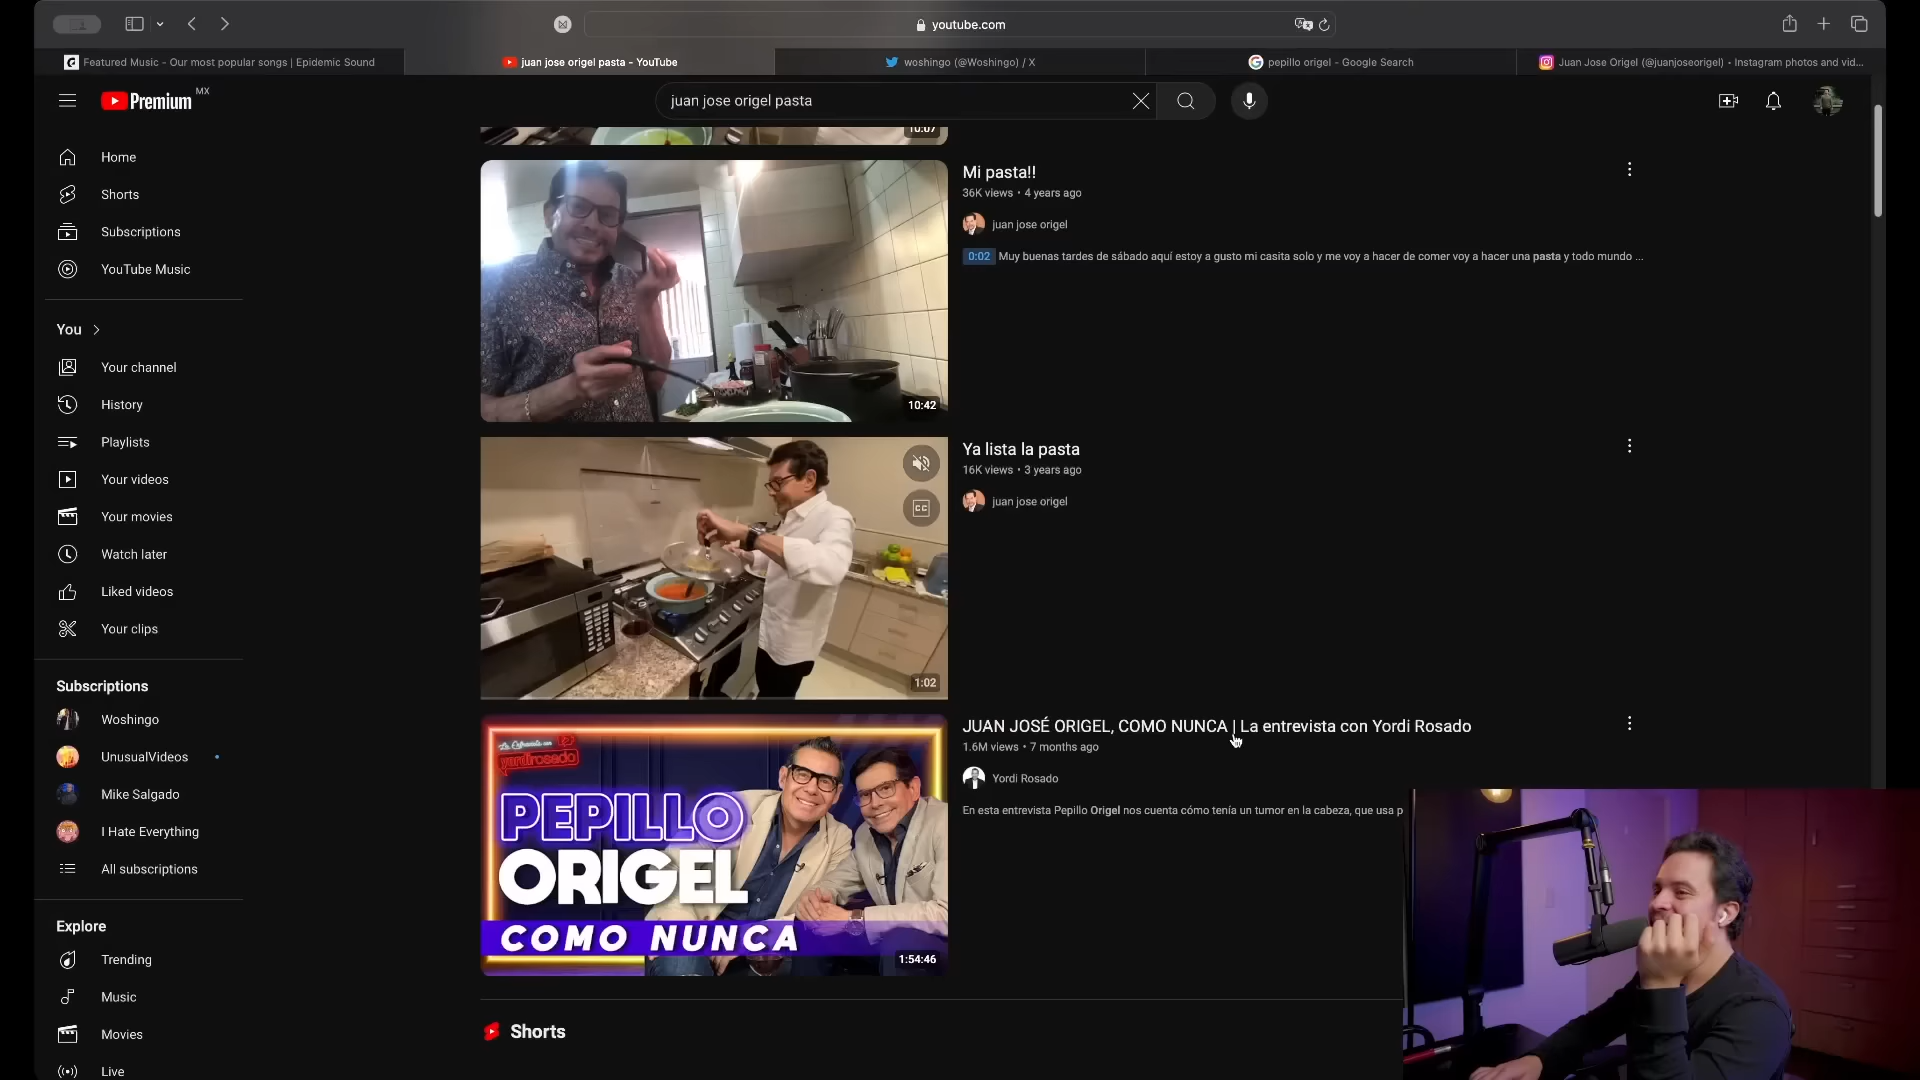 youtube.com
Featured Music - Our most popular songs | Epidemic Sound
juan jose origel pasta - YouTube
woshingo (@Woshingo) / X
pepillo origel - Google Search
Juan Jose Origel (@juanjoseorigel) • Instagram photos and vid...
Premium MX
juan jose origel pasta
Home
Shorts
Subscriptions
YouTube Music
You
Your channel
History
Playlists
Your videos
Your movies
Watch later
Liked videos
Your clips
Subscriptions
Woshingo
UnusualVideos
Mike Salgado
I Hate Everything
All subscriptions
Explore
Trending
Music
Movies
Live
10:07
10:42
Mi pasta!!
36K views • 4 years ago
juan jose origel
0:02 Muy buenas tardes de sábado aquí estoy a gusto mi casita solo y me voy a hacer de comer voy a hacer una pasta y todo mundo ...
CC
1:02
Ya lista la pasta
16K views • 3 years ago
juan jose origel
La Entrevista con
yordirosado
PEPILLO
ORIGEL
COMO NUNCA
1:54:46
JUAN JOSÉ ORIGEL, COMO NUNCA | La entrevista con Yordi Rosado
1.6M views • 7 months ago
Yordi Rosado
En esta entrevista Pepillo Origel nos cuenta cómo tenía un tumor en la cabeza, que usa p
Shorts